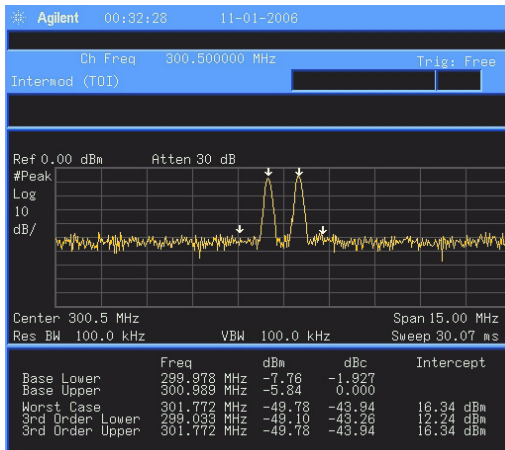 Agilent 00:32:28 11-01-2006
Ch Freq 300.500000 MHz Trig: Free
Intermod (TOI)
Ref 0.00 dBm Atten 30 dB
#Peak
Log
10
dB/
Center 300.5 MHz Span 15.00 MHz
Res BW 100.0 kHz VBW 100.0 kHz Sweep 30.07 ms
Freq dBm dBc Intercept
Base Lower 299.978 MHz -7.76 -1.927
Base Upper 300.989 MHz -5.84 0.000
Worst Case 301.772 MHz -49.78 -43.94 16.34 dBm
3rd Order Lower 299.033 MHz -49.10 -43.26 12.24 dBm
3rd Order Upper 301.772 MHz -49.78 -43.94 16.34 dBm